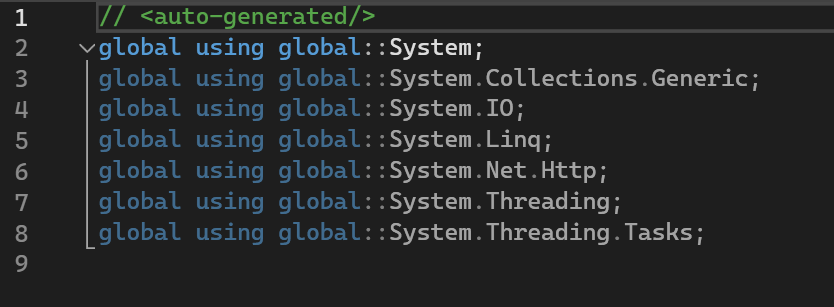 1 // <auto-generated/>
2 global using global::System;
3 global using global::System.Collections.Generic;
4 global using global::System.IO;
5 global using global::System.Linq;
6 global using global::System.Net.Http;
7 global using global::System.Threading;
8 global using global::System.Threading.Tasks;
9